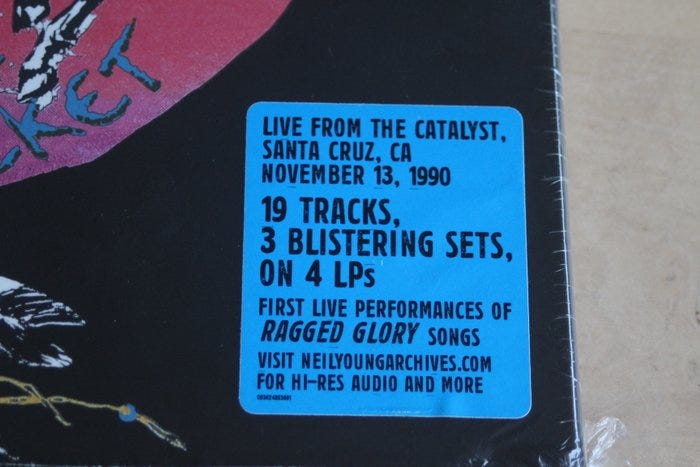 LIVE FROM THE CATALYST,
SANTA CRUZ, CA
NOVEMBER 13, 1990
19 TRACKS,
3 BLISTERING SETS,
ON 4 LPs
FIRST LIVE PERFORMANCES OF
RAGGED GLORY SONGS
VISIT NEILYOUNGARCHIVES.COM
FOR HI-RES AUDIO AND MORE